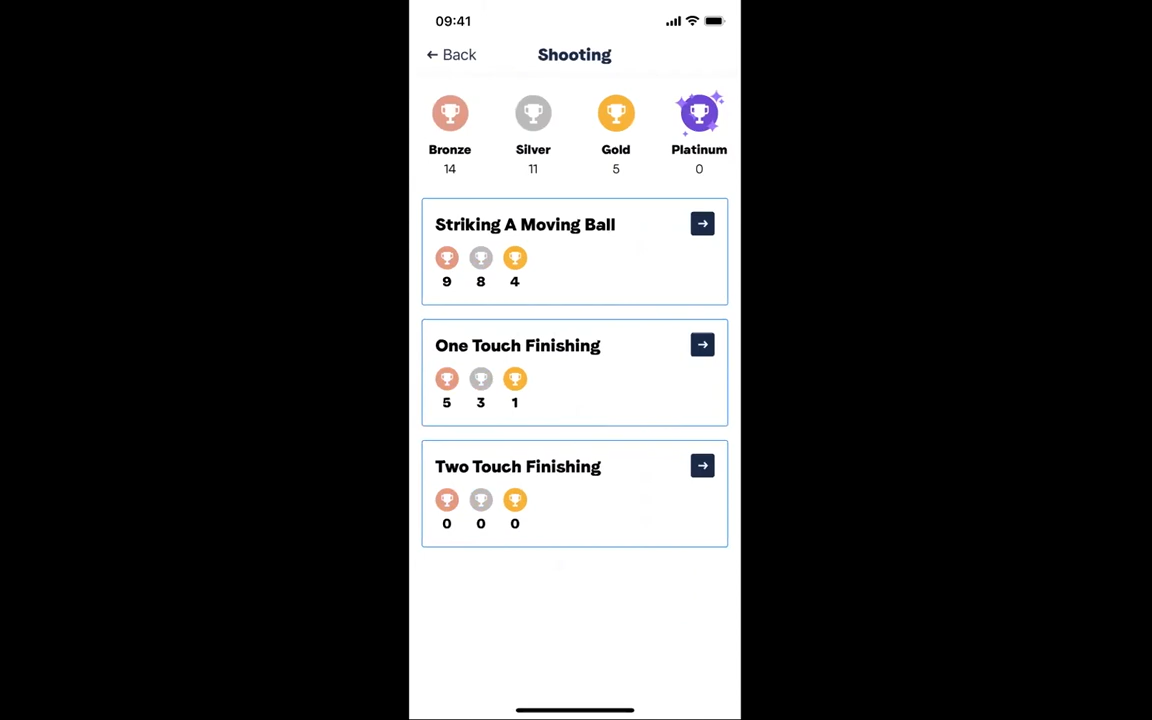 09:41
← Back Shooting
Bronze Silver Gold Platinum
14 11 5 0
Striking A Moving Ball →
9 8 4
One Touch Finishing →
5 3 1
Two Touch Finishing →
0 0 0